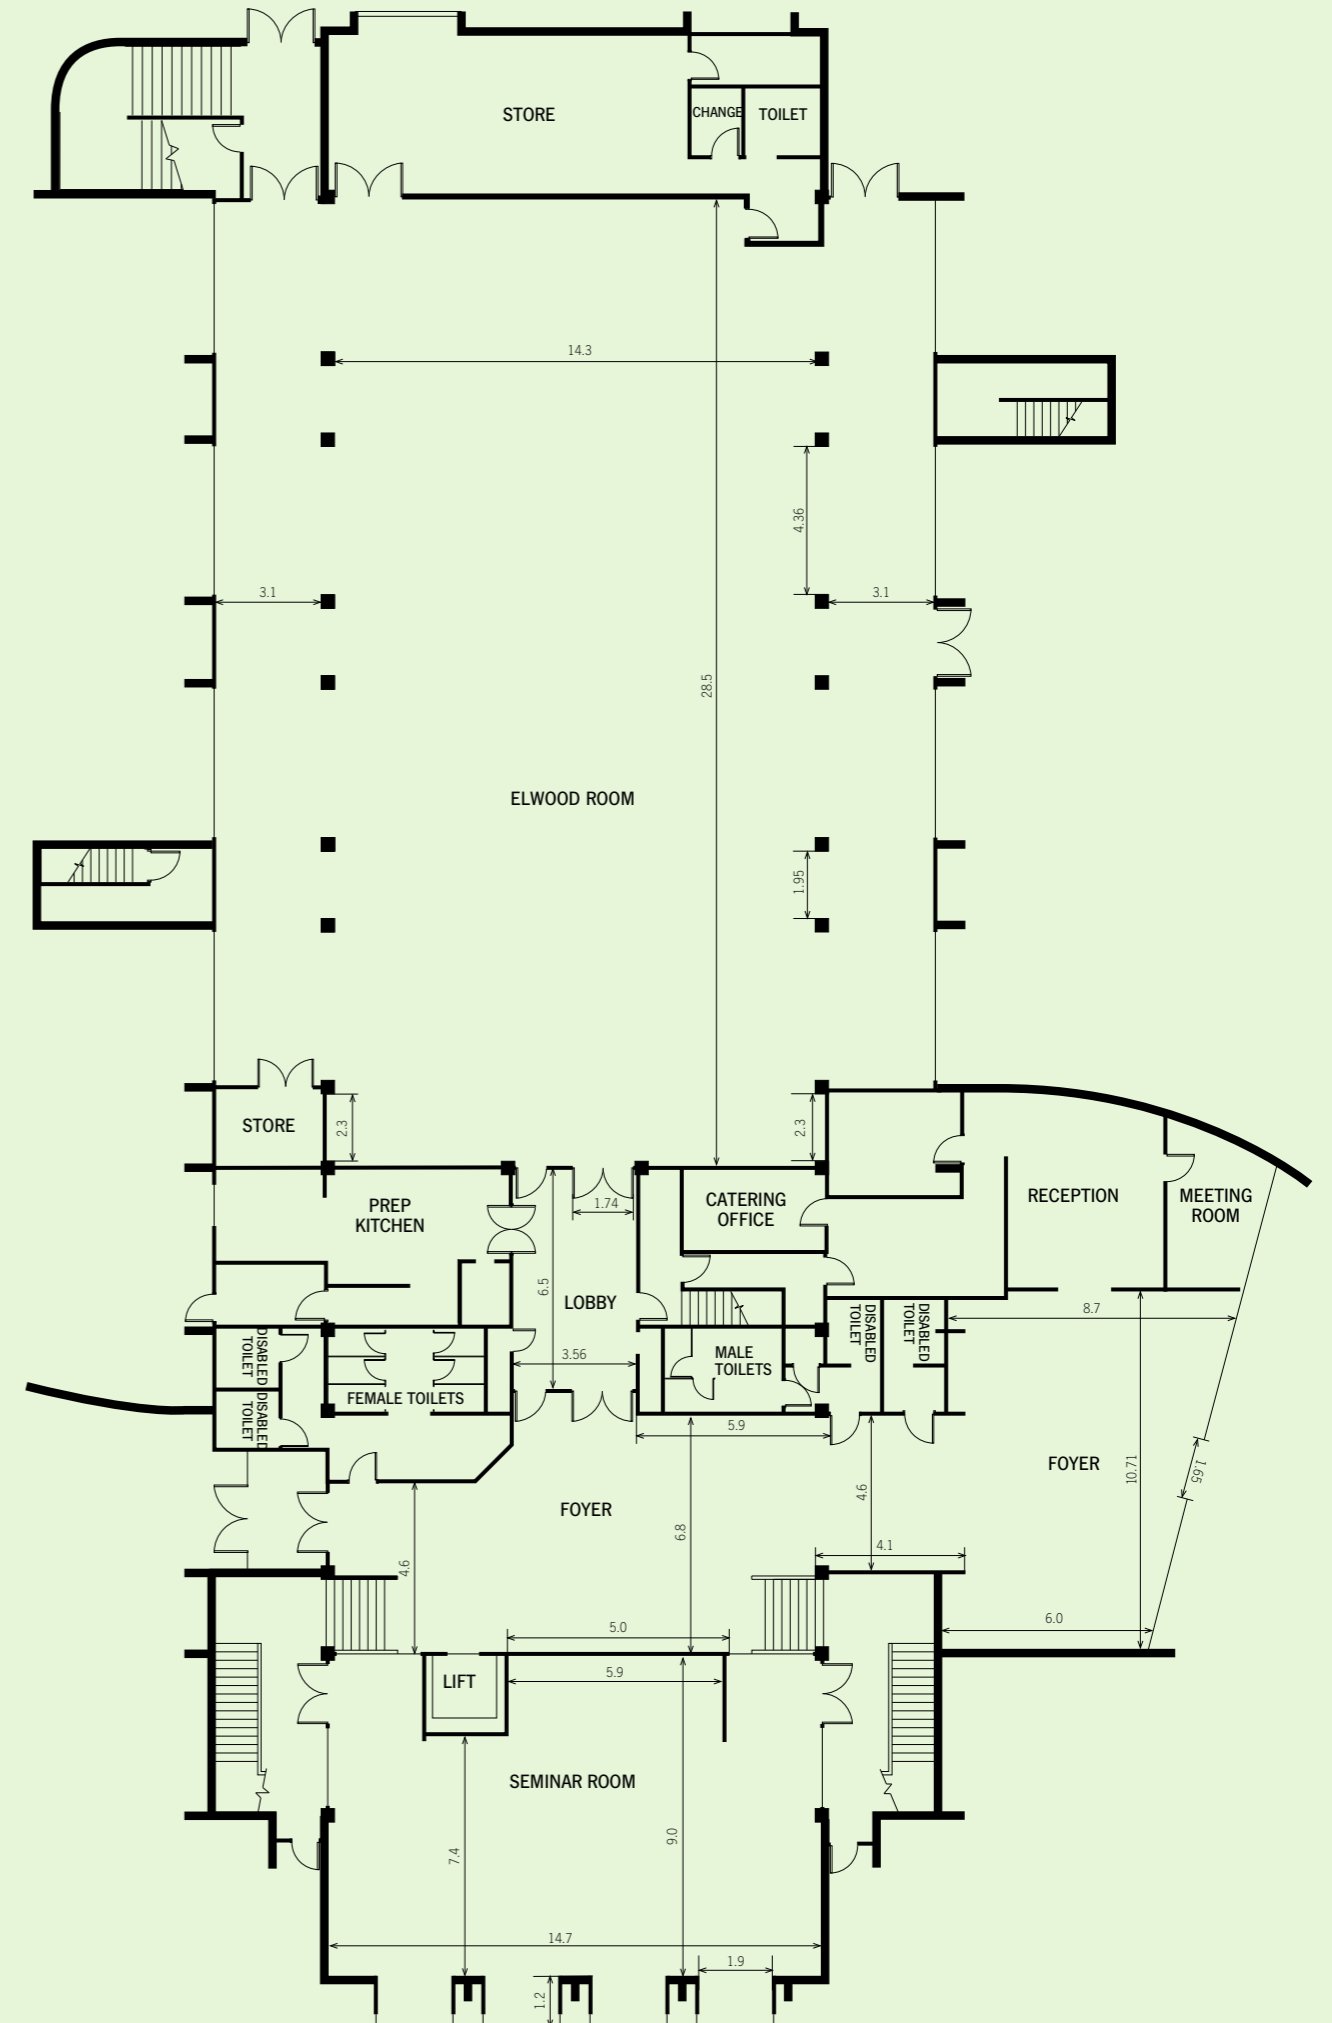 STORE
CHANGE
TOILET
14.3
4.36
3.1
3.1
28.5
ELWOOD ROOM
1.95
STORE
2.3
2.3
PREP
KITCHEN
1.74
CATERING
OFFICE
RECEPTION
MEETING
ROOM
6.5
LOBBY
8.7
DISABLED
TOILET
DISABLED
TOILET
DISABLED
TOILET
DISABLED
TOILET
3.56
MALE
TOILETS
FEMALE TOILETS
5.9
FOYER
10.71
1.65
4.6
FOYER
6.8
4.6
4.1
5.0
6.0
LIFT
5.9
SEMINAR ROOM
7.4
9.0
14.7
1.9
1.2